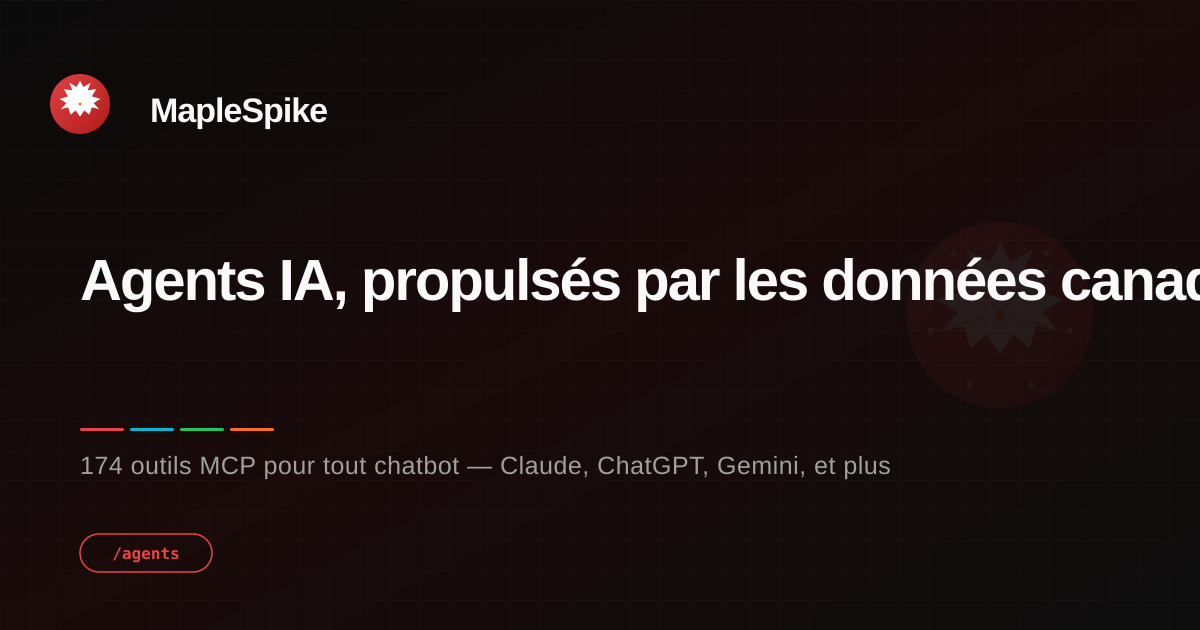 MapleSpike
Agents IA, propulsés par les données canad
174 outils MCP pour tout chatbot — Claude, ChatGPT, Gemini, et plus
/agents